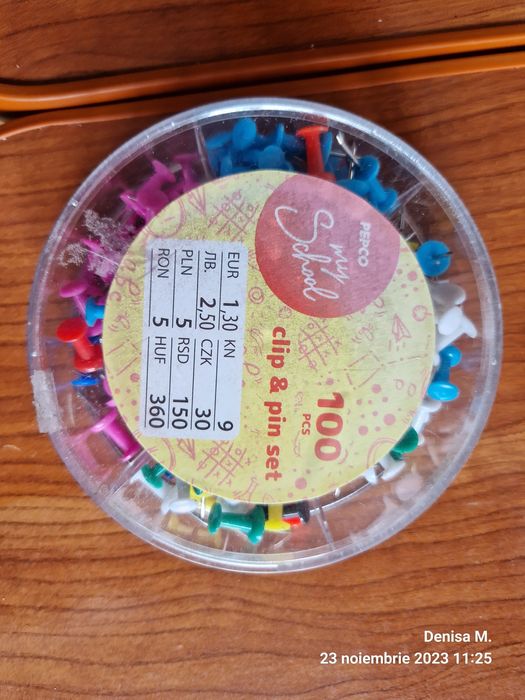 PEPCO
my
School
100
PCS
clip & pin set
EUR 1,30 KN 9
ЛВ. 2,50 CZK 30
PLN 5 RSD 150
RON 5 HUF 360
Denisa M.
23 noiembrie 2023 11:25